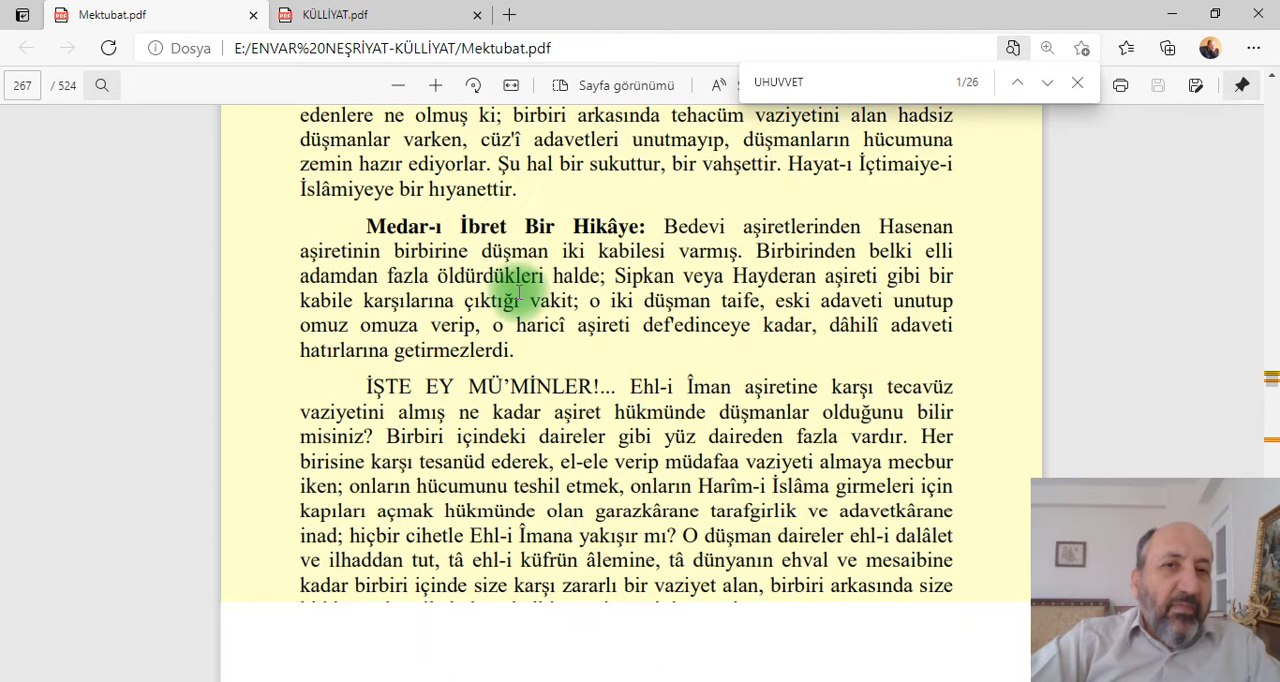 Mektubat.pdf
KÜLLİYAT.pdf
Dosya
E:/ENVAR%20NEŞRİYAT-KÜLLİYAT/Mektubat.pdf
267 / 524
Sayfa görünümü
UHUVVET 1/26
edenlere ne olmuş ki; birbiri arkasında tehacüm vaziyetini alan hadsiz
düşmanlar varken, cüz'î adavetleri unutmayıp, düşmanların hücumuna
zemin hazır ediyorlar. Şu hal bir sukuttur, bir vahşettir. Hayat-ı İçtimaiye-i
İslâmiyeye bir hıyanettir.
Medar-ı İbret Bir Hikâye: Bedevi aşiretlerinden Hasenan
aşiretinin birbirine düşman iki kabilesi varmış. Birbirinden belki elli
adamdan fazla öldürdükleri halde; Sipkan veya Hayderan aşireti gibi bir
kabile karşılarına çıktığı vakit; o iki düşman taife, eski adaveti unutup
omuz omuza verip, o haricî aşireti def'edinceye kadar, dâhilî adaveti
hatırlarına getirmezlerdi.
İŞTE EY MÜ’MİNLER!... Ehl-i Îman aşiretine karşı tecavüz
vaziyetini almış ne kadar aşiret hükmünde düşmanlar olduğunu bilir
misiniz? Birbiri içindeki daireler gibi yüz daireden fazla vardır. Her
birisine karşı tesanüd ederek, el-ele verip müdafaa vaziyeti almaya mecbur
iken; onların hücumunu teshil etmek, onların Harîm-i İslâma girmeleri için
kapıları açmak hükmünde olan garazkârane tarafgirlik ve adavetkârane
inad; hiçbir cihetle Ehl-i Îmana yakışır mı? O düşman daireler ehl-i dalâlet
ve ilhaddan tut, tâ ehl-i küfrün âlemine, tâ dünyanın ehval ve mesaibine
kadar birbiri içinde size karşı zararlı bir vaziyet alan, birbiri arkasında size